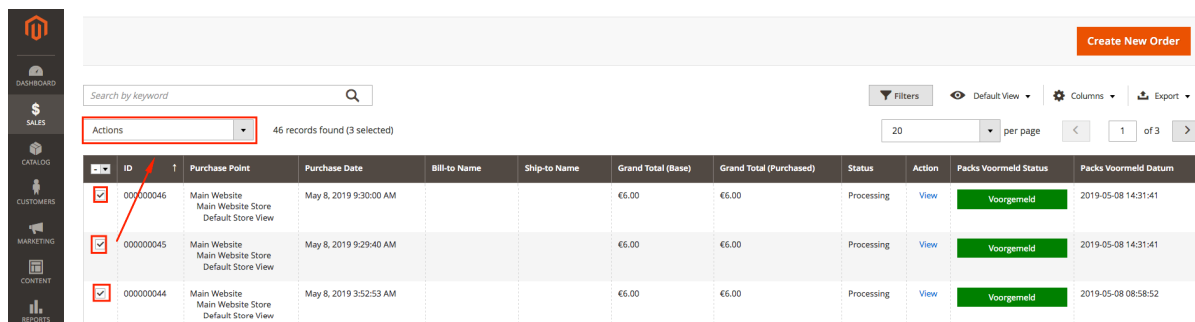 Create New Order
DASHBOARD
$
SALES
CATALOG
CUSTOMERS
MARKETING
CONTENT
REPORTS
Search by keyword
Filters Default View Columns Export
Actions 46 records found (3 selected) 20 per page 1 of 3
ID ↑ Purchase Point Purchase Date Bill-to Name Ship-to Name Grand Total (Base) Grand Total (Purchased) Status Action Packs Voormeld Status Packs Voormeld Datum
000000046 Main Website May 8, 2019 9:30:00 AM €6.00 €6.00 Processing View Voorgemeld 2019-05-08 14:31:41
Main Website Store
Default Store View
000000045 Main Website May 8, 2019 9:29:40 AM €6.00 €6.00 Processing View Voorgemeld 2019-05-08 14:31:41
Main Website Store
Default Store View
000000044 Main Website May 8, 2019 3:52:53 AM €6.00 €6.00 Processing View Voorgemeld 2019-05-08 08:58:52
Main Website Store
Default Store View